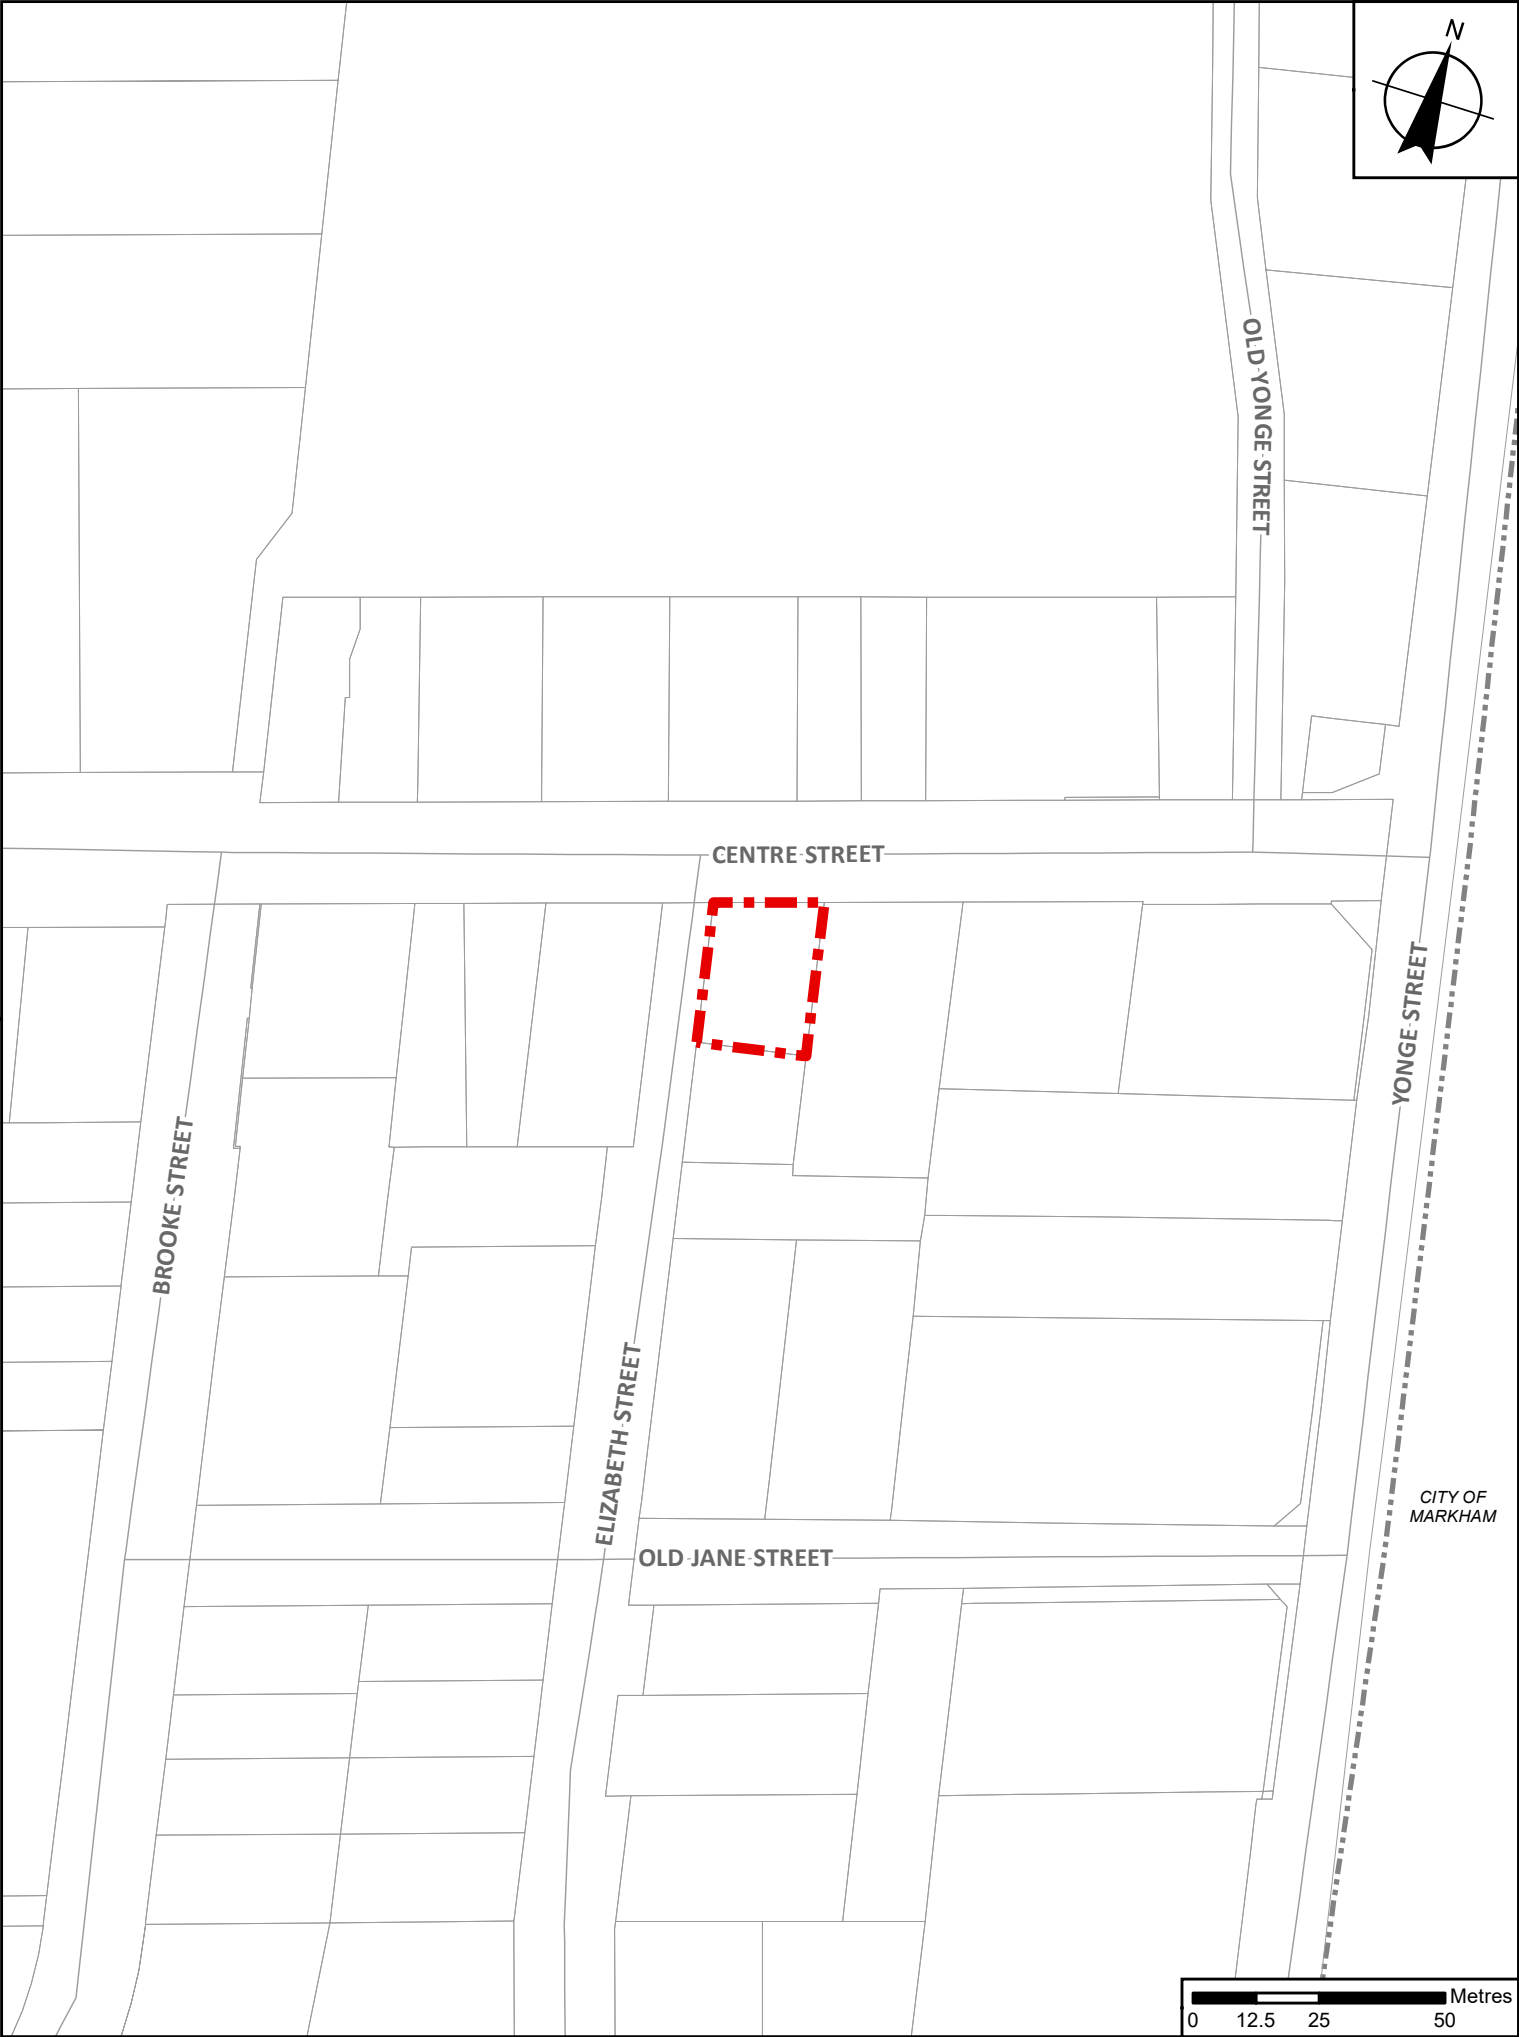 N
OLD YONGE STREET
CENTRE STREET
YONGE STREET
BROOKE STREET
ELIZABETH STREET
CITY OF
MARKHAM
OLD JANE STREET
Metres
0 12.5 25 50